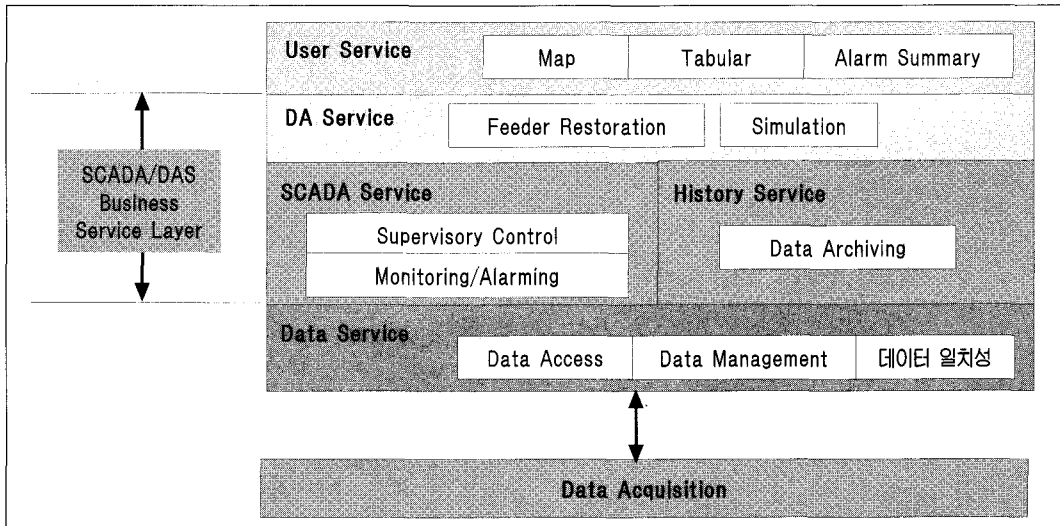 User Service
Map
Tabular
Alarm Summary
DA Service
Feeder Restoration
Simulation
SCADA/DAS
Business
Service Layer
SCADA Service
Supervisory Control
Monitoring/Alarming
History Service
Data Archiving
Data Service
Data Access
Data Management
데이터 일치성
Data Acquisition